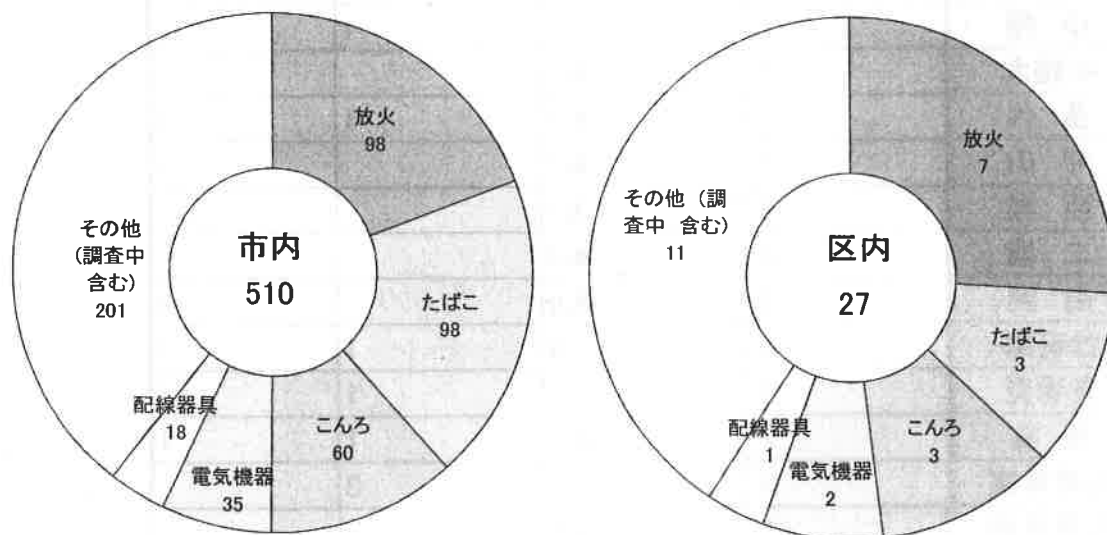 放火
98
たばこ
98
こんろ
60
電気機器
35
配線器具
18
その他
(調査中
含む)
201
市内
510
放火
7
たばこ
3
こんろ
3
電気機器
2
配線器具
1
その他 (調
査中 含む)
11
区内
27